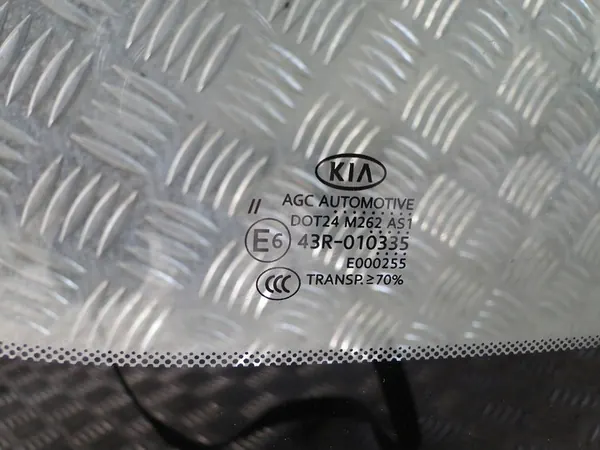 KIA
// AGC AUTOMOTIVE
DOT24 M262 AS1
E6 43R-010335
E000255
CCC TRANSP.≥70%